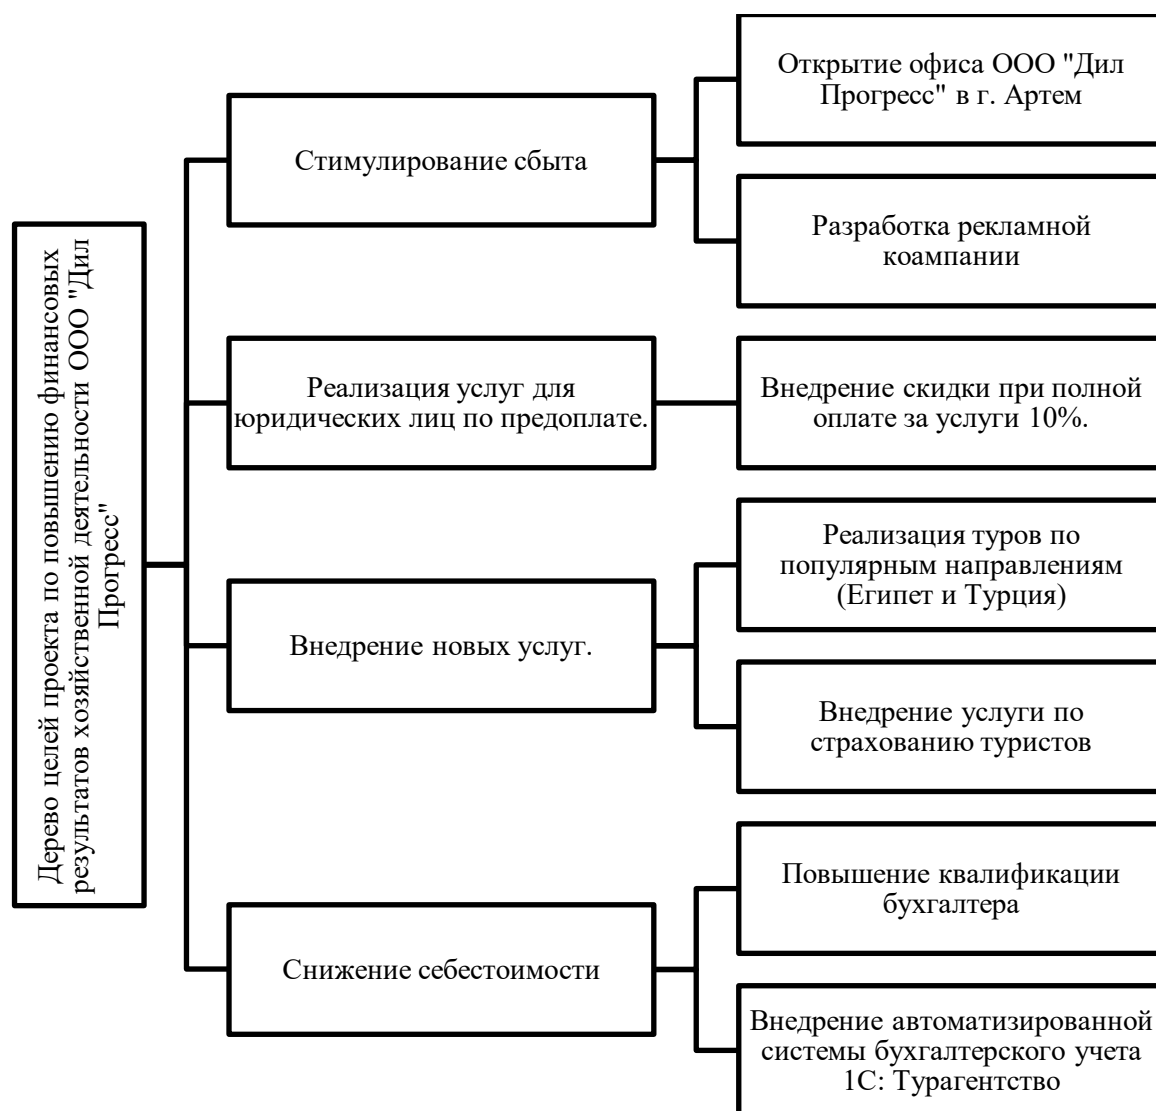 Дерево целей проекта по повышению финансовых
результатов хозяйственной деятельности ООО "Дил
Прогресс"
Стимулирование сбыта
Открытие офиса ООО "Дил
Прогресс" в г. Артем
Разработка рекламной
коампании
Реализация услуг для
юридических лиц по предоплате.
Внедрение скидки при полной
оплате за услуги 10%.
Внедрение новых услуг.
Реализация туров по
популярным направлениям
(Египет и Турция)
Внедрение услуги по
страхованию туристов
Снижение себестоимости
Повышение квалификации
бухгалтера
Внедрение автоматизированной
системы бухгалтерского учета
1С: Турагентство